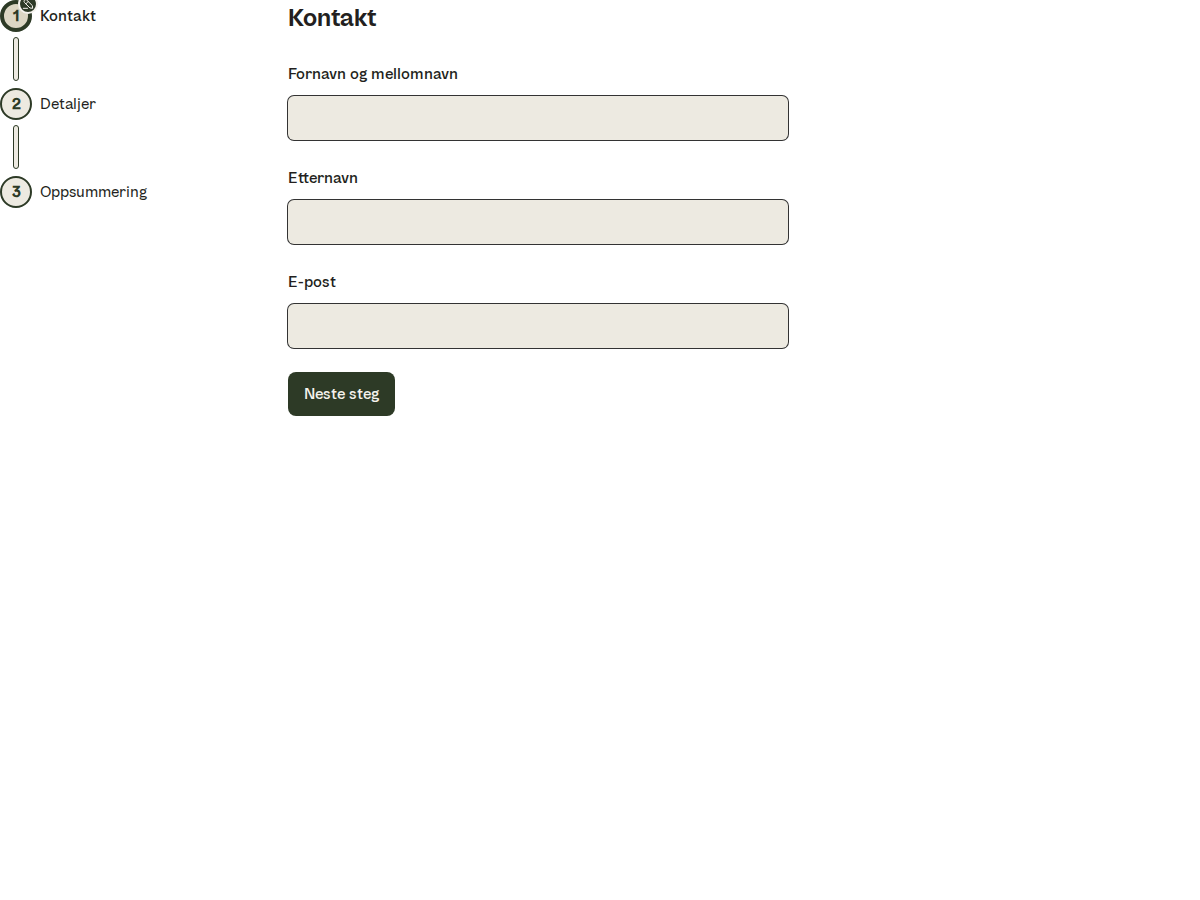 1 Kontakt
2 Detaljer
3 Oppsummering
Kontakt
Fornavn og mellomnavn
Etternavn
E-post
Neste steg